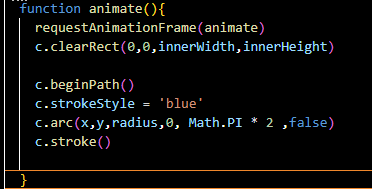 function animate(){
requestAnimationFrame(animate)
c.clearRect(0,0,innerWidth,innerHeight)
c.beginPath()
c.strokeStyle = 'blue'
c.arc(x,y,radius,0, Math.PI * 2 ,false)
c.stroke()
}